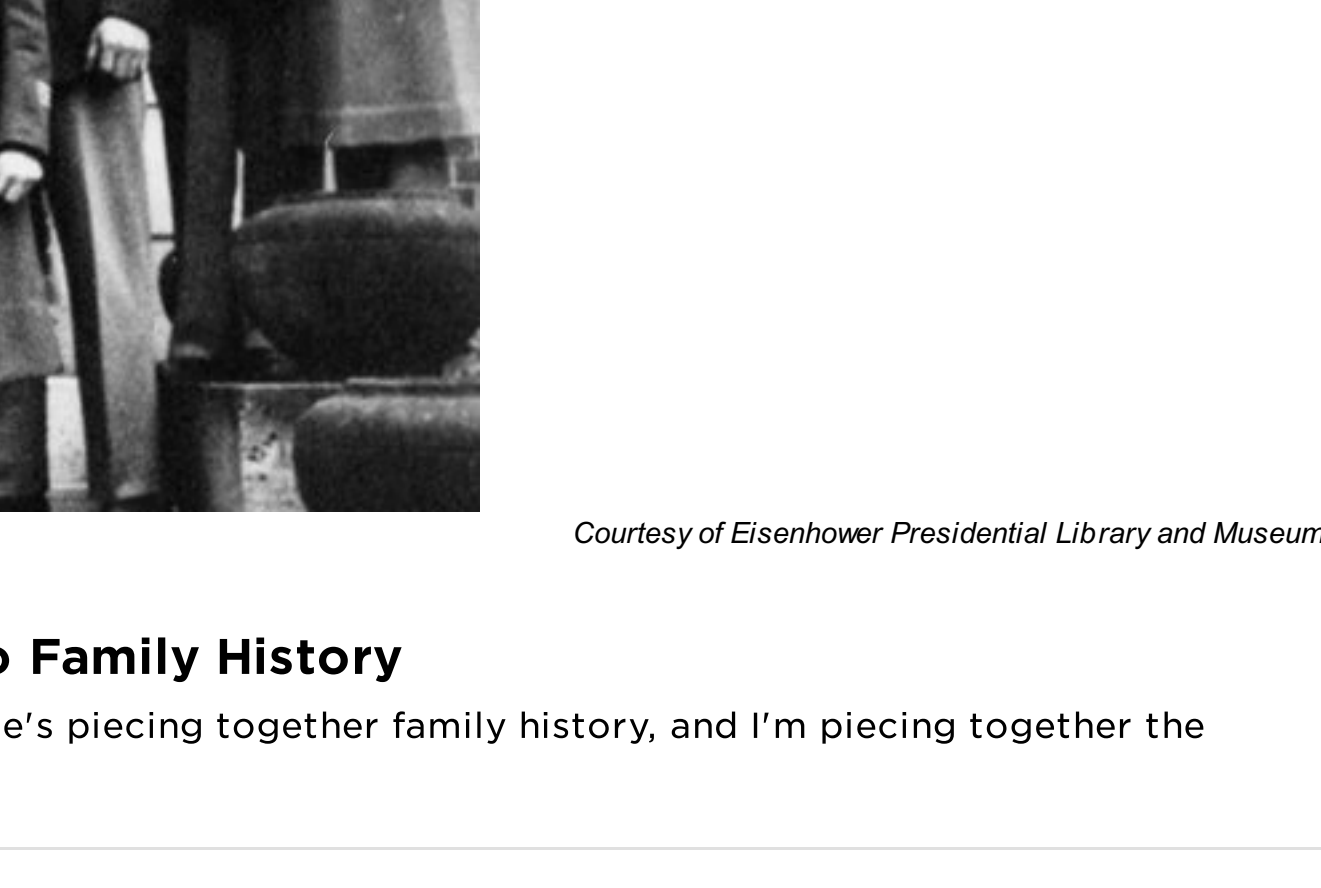 Courtesy of Eisenhower Presidential Library and Museum
Family History
e's piecing together family history, and I'm piecing together the